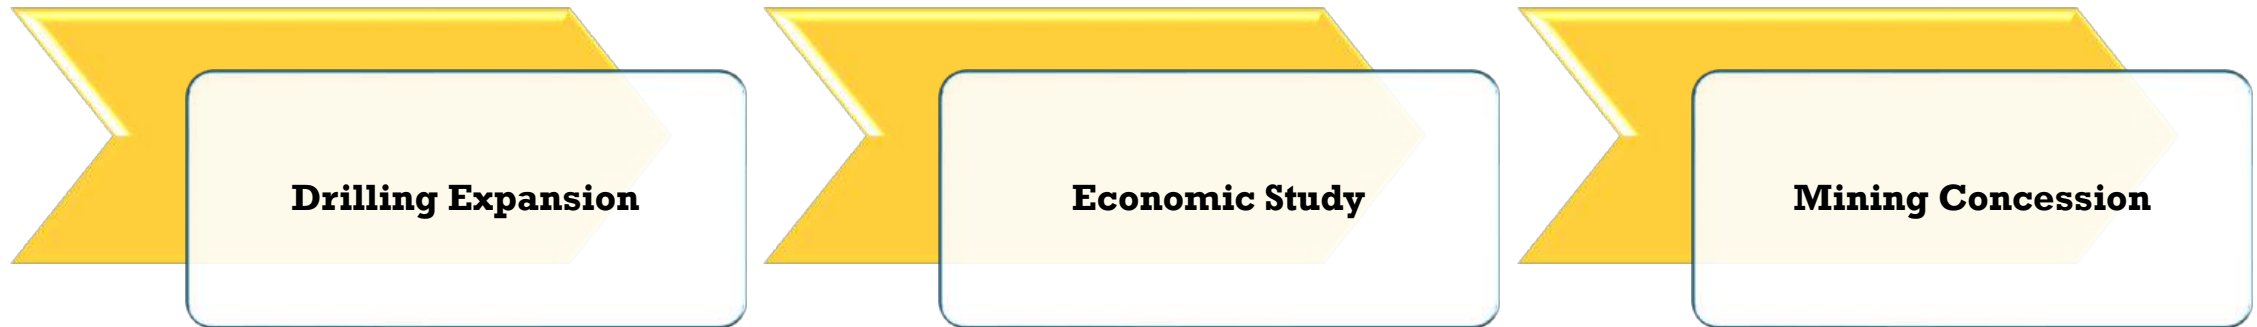 Drilling Expansion
Economic Study
Mining Concession